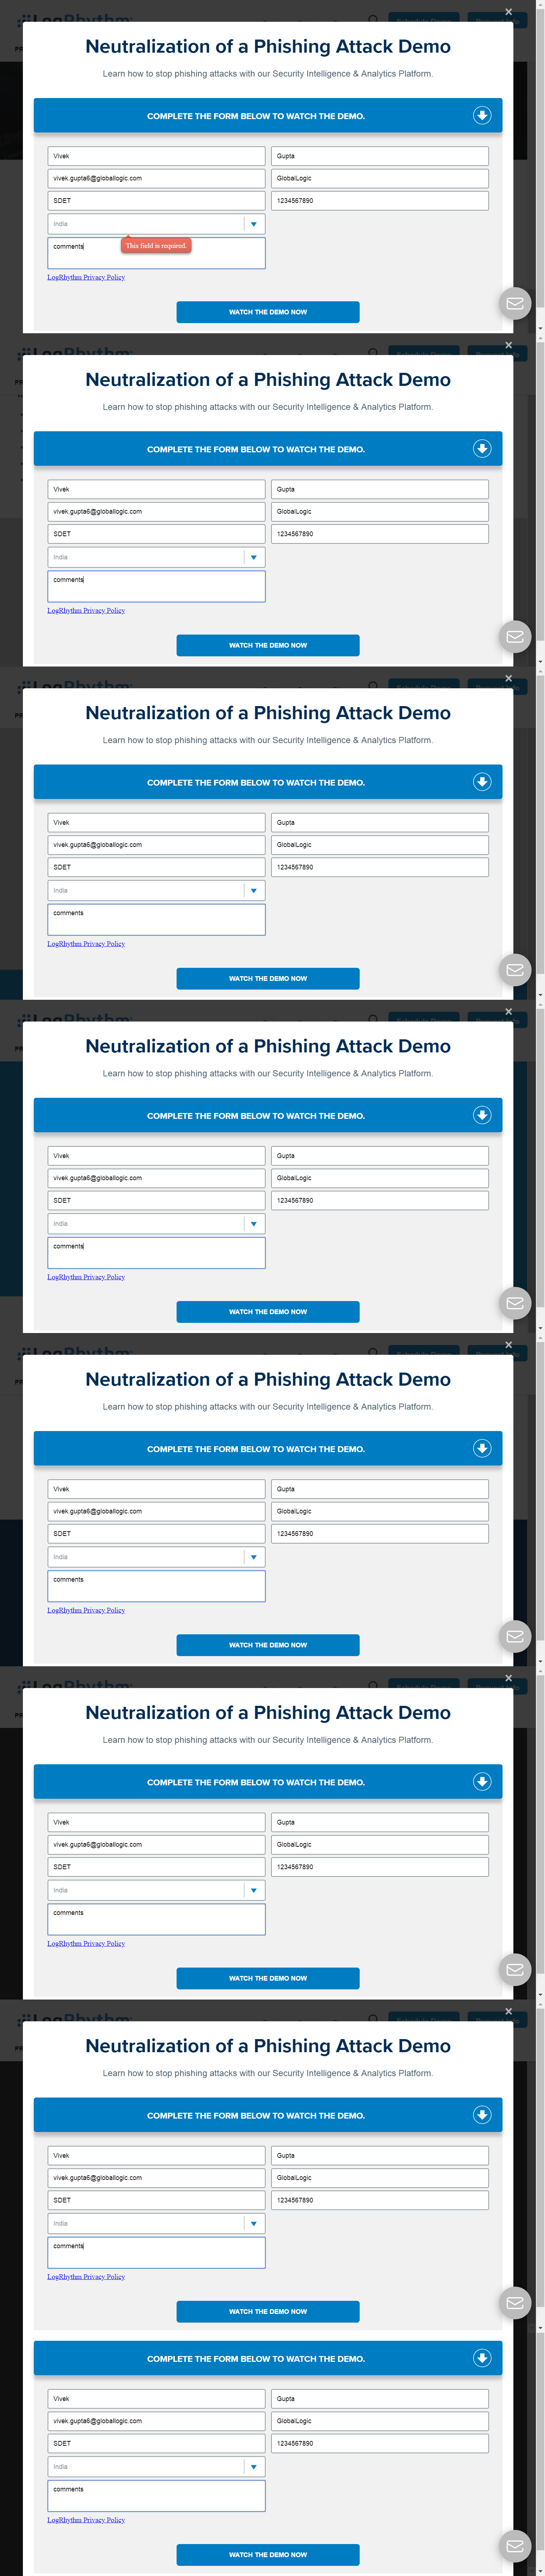 Neutralization of a Phishing Attack Demo
Learn how to stop phishing attacks with our Security Intelligence & Analytics Platform.
COMPLETE THE FORM BELOW TO WATCH THE DEMO.
Vivek Gupta
vivek.gupta6@globallogic.com GlobalLogic
SDET 1234567890
India
comments This field is required.
LogRhythm Privacy Policy
WATCH THE DEMO NOW
LogRhythm
Neutralization of a Phishing Attack Demo
Learn how to stop phishing attacks with our Security Intelligence & Analytics Platform.
COMPLETE THE FORM BELOW TO WATCH THE DEMO.
Vivek Gupta
vivek.gupta6@globallogic.com GlobalLogic
SDET 1234567890
India
comments
LogRhythm Privacy Policy
WATCH THE DEMO NOW
LogRhythm
Neutralization of a Phishing Attack Demo
Learn how to stop phishing attacks with our Security Intelligence & Analytics Platform.
COMPLETE THE FORM BELOW TO WATCH THE DEMO.
Vivek Gupta
vivek.gupta6@globallogic.com GlobalLogic
SDET 1234567890
India
comments
LogRhythm Privacy Policy
WATCH THE DEMO NOW
LogRhythm
Neutralization of a Phishing Attack Demo
Learn how to stop phishing attacks with our Security Intelligence & Analytics Platform.
COMPLETE THE FORM BELOW TO WATCH THE DEMO.
Vivek Gupta
vivek.gupta6@globallogic.com GlobalLogic
SDET 1234567890
India
comments
LogRhythm Privacy Policy
WATCH THE DEMO NOW
LogRhythm
Neutralization of a Phishing Attack Demo
Learn how to stop phishing attacks with our Security Intelligence & Analytics Platform.
COMPLETE THE FORM BELOW TO WATCH THE DEMO.
Vivek Gupta
vivek.gupta6@globallogic.com GlobalLogic
SDET 1234567890
India
comments
LogRhythm Privacy Policy
WATCH THE DEMO NOW
LogRhythm
Neutralization of a Phishing Attack Demo
Learn how to stop phishing attacks with our Security Intelligence & Analytics Platform.
COMPLETE THE FORM BELOW TO WATCH THE DEMO.
Vivek Gupta
vivek.gupta6@globallogic.com GlobalLogic
SDET 1234567890
India
comments
LogRhythm Privacy Policy
WATCH THE DEMO NOW
LogRhythm
Neutralization of a Phishing Attack Demo
Learn how to stop phishing attacks with our Security Intelligence & Analytics Platform.
COMPLETE THE FORM BELOW TO WATCH THE DEMO.
Vivek Gupta
vivek.gupta6@globallogic.com GlobalLogic
SDET 1234567890
India
comments
LogRhythm Privacy Policy
WATCH THE DEMO NOW
COMPLETE THE FORM BELOW TO WATCH THE DEMO.
Vivek Gupta
vivek.gupta6@globallogic.com GlobalLogic
SDET 1234567890
India
comments
LogRhythm Privacy Policy
WATCH THE DEMO NOW